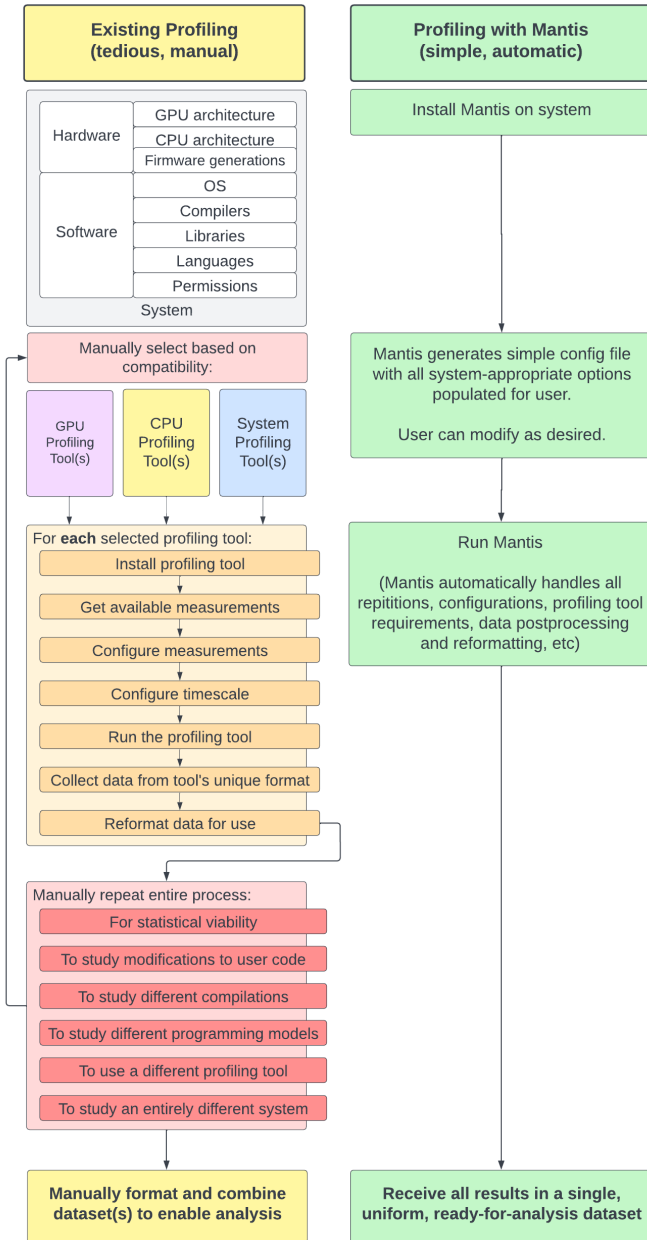 Existing Profiling
(tedious, manual)
Hardware
GPU architecture
CPU architecture
Firmware generations
Software
OS
Compilers
Libraries
Languages
Permissions
System
Manually select based on
compatibility:
GPU
Profiling
Tool(s)
CPU
Profiling
Tool(s)
System
Profiling
Tool(s)
For each selected profiling tool:
Install profiling tool
Get available measurements
Configure measurements
Configure timescale
Run the profiling tool
Collect data from tool's unique format
Reformat data for use
Manually repeat entire process:
For statistical viability
To study modifications to user code
To study different compilations
To study different programming models
To use a different profiling tool
To study an entirely different system
Manually format and combine
dataset(s) to enable analysis
Profiling with Mantis
(simple, automatic)
Install Mantis on system
Mantis generates simple config file
with all system-appropriate options
populated for user.
User can modify as desired.
Run Mantis
(Mantis automatically handles all
repititions, configurations, profiling tool
requirements, data postprocessing
and reformatting, etc)
Receive all results in a single,
uniform, ready-for-analysis dataset